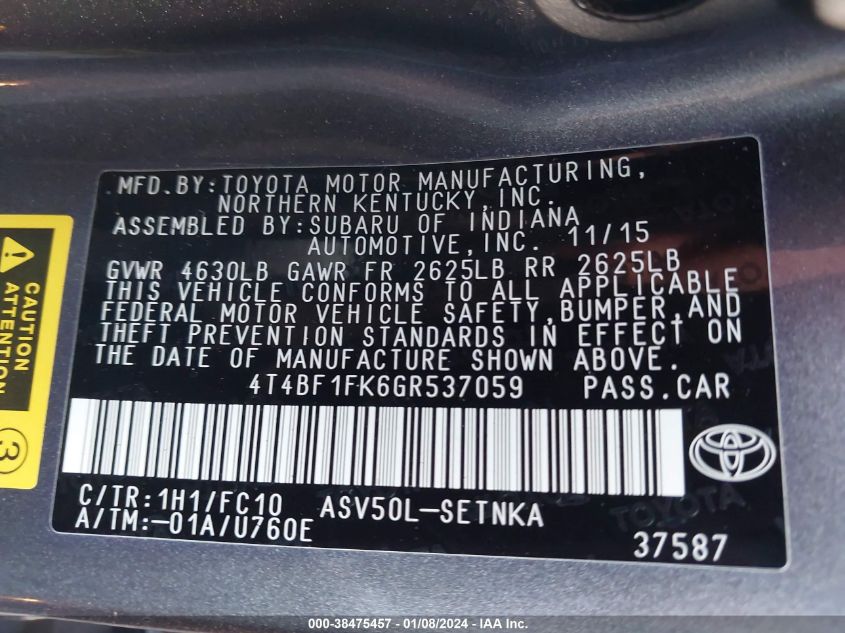 MFD.BY:TOYOTA MOTOR MANUFACTURING,
NORTHERN KENTUCKY,INC.
ASSEMBLED BY:SUBARU OF INDIANA
AUTOMOTIVE,INC. 11/15
GVWR 4630LB GAWR FR 2625LB RR 2625LB
THIS VEHICLE CONFORMS TO ALL APPLICABLE
FEDERAL MOTOR VEHICLE SAFETY,BUMPER,AND
THEFT PREVENTION STANDARDS IN EFFECT ON
THE DATE OF MANUFACTURE SHOWN ABOVE.
4T4BF1FK6GR537059 PASS.CAR
C/TR:1H1/FC10 ASV50L-SETNKA
A/TM:-01A/U760E
37587
TOYOTA
CAUTION
ATTENTION
3
000-38475457 - 01/08/2024 - IAA Inc.